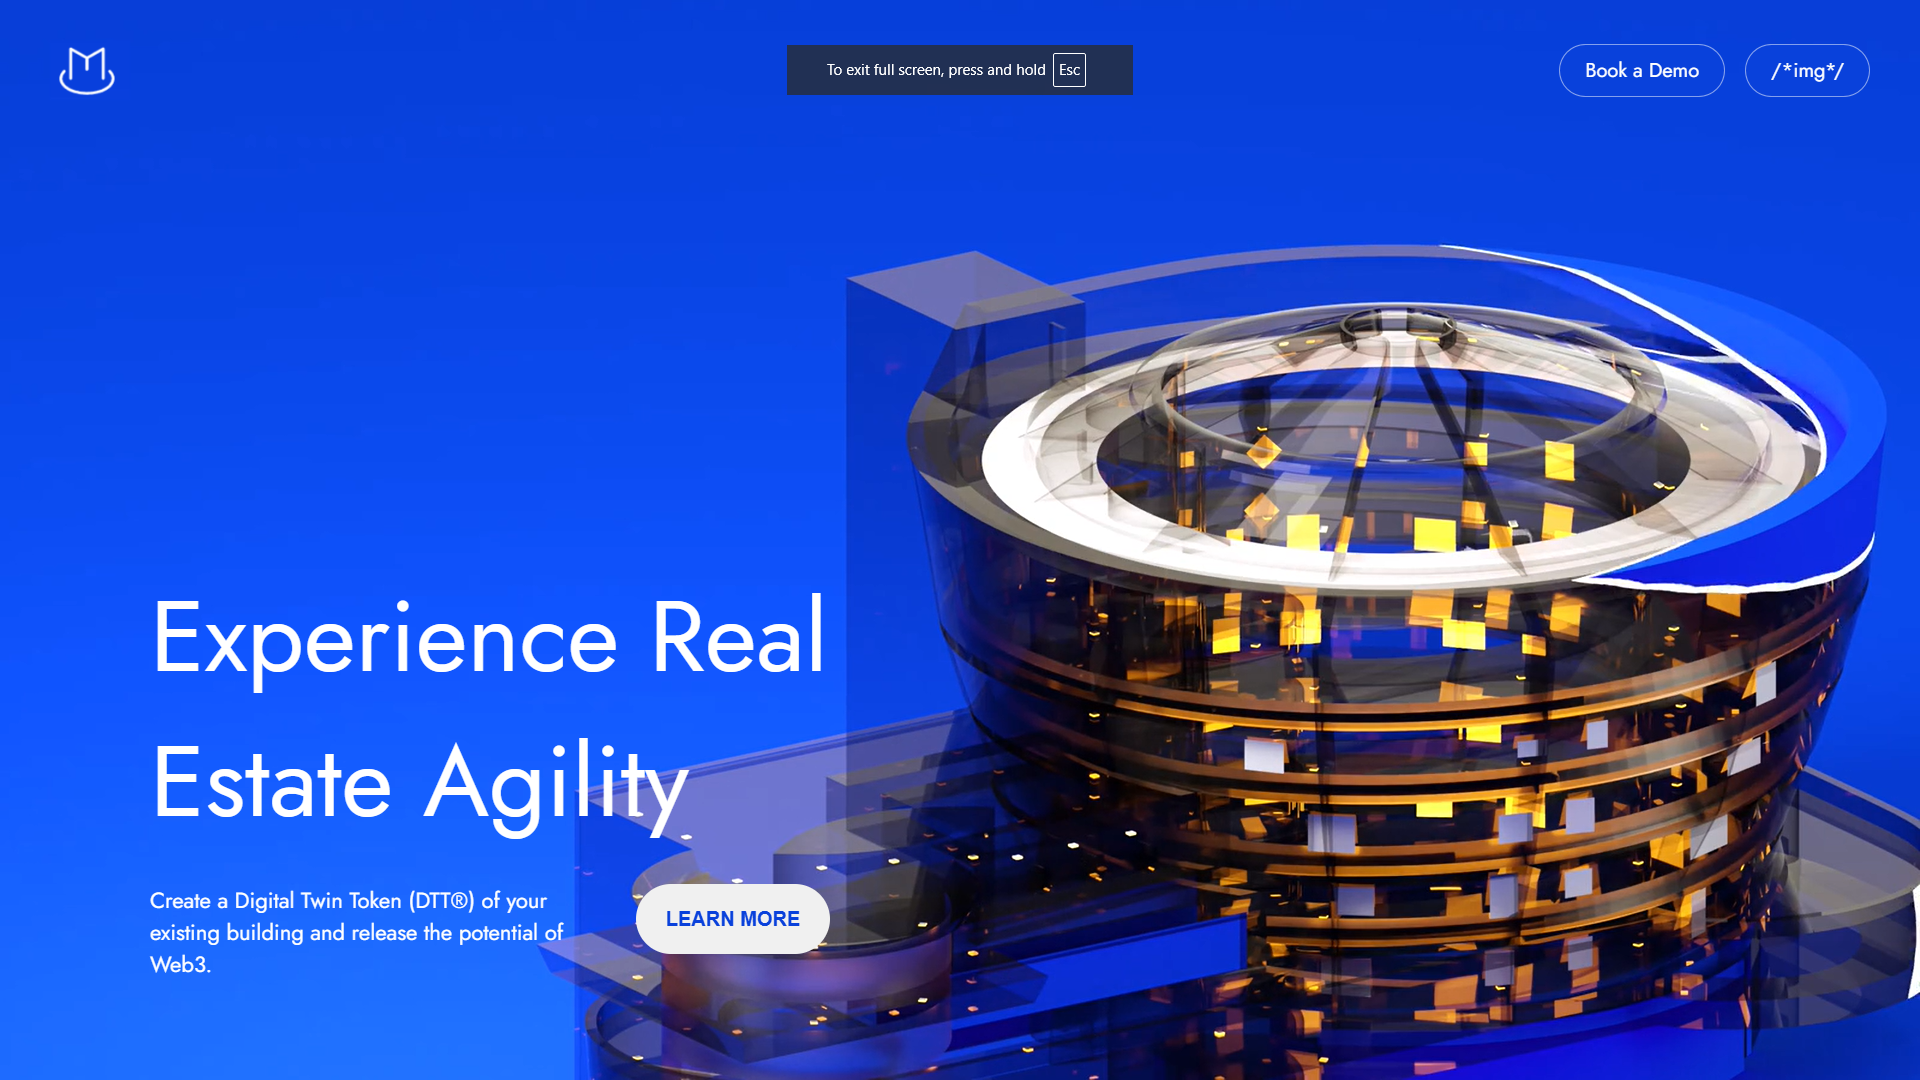 To exit full screen, press and hold Esc
Book a Demo
/*img*/
Experience Real
Estate Agility
Create a Digital Twin Token (DTT®) of your
existing building and release the potential of
Web3.
LEARN MORE